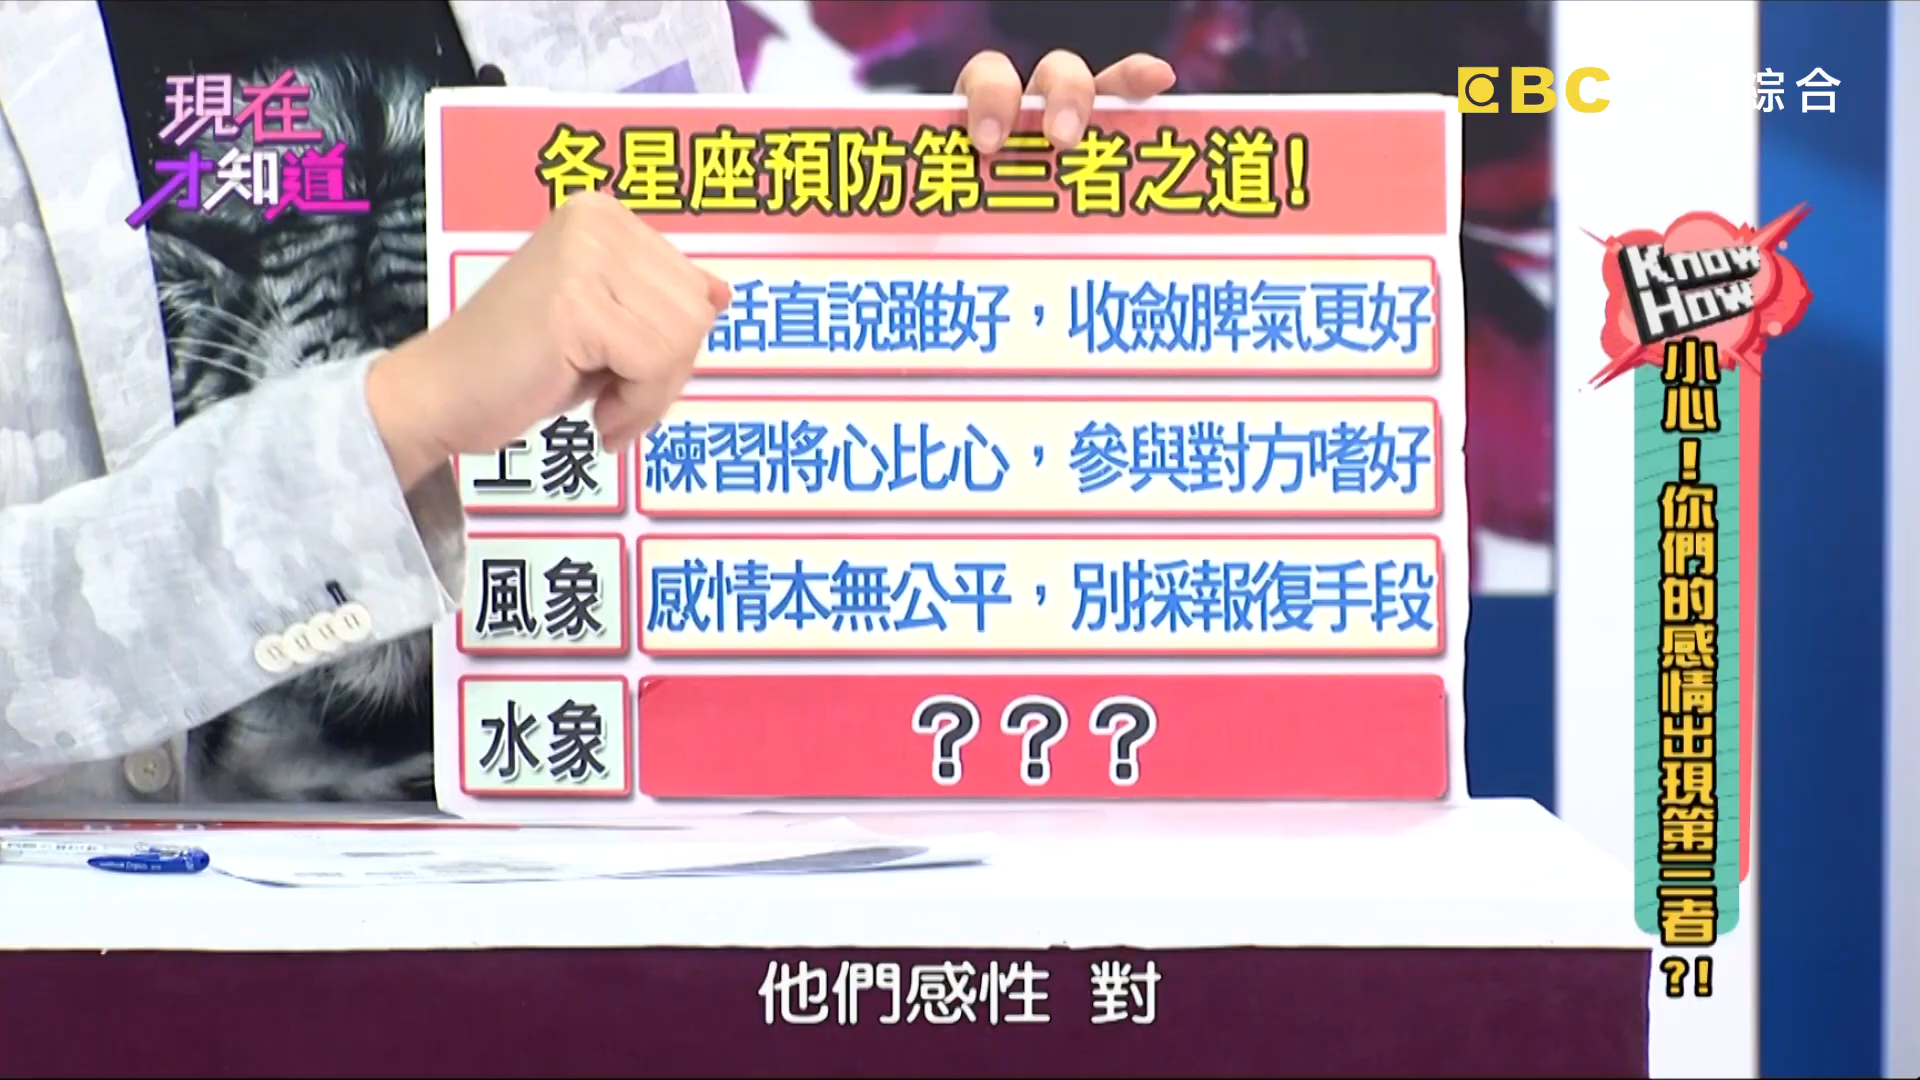 現在
才知道
EBC 綜合
各星座預防第三者之道!
話直說雖好，收斂脾氣更好
土象
練習將心比心，參與對方嗜好
風象
感情本無公平，別採報復手段
水象
???
Know
How
小心!你們的感情出現第三者?!
他們感性 對